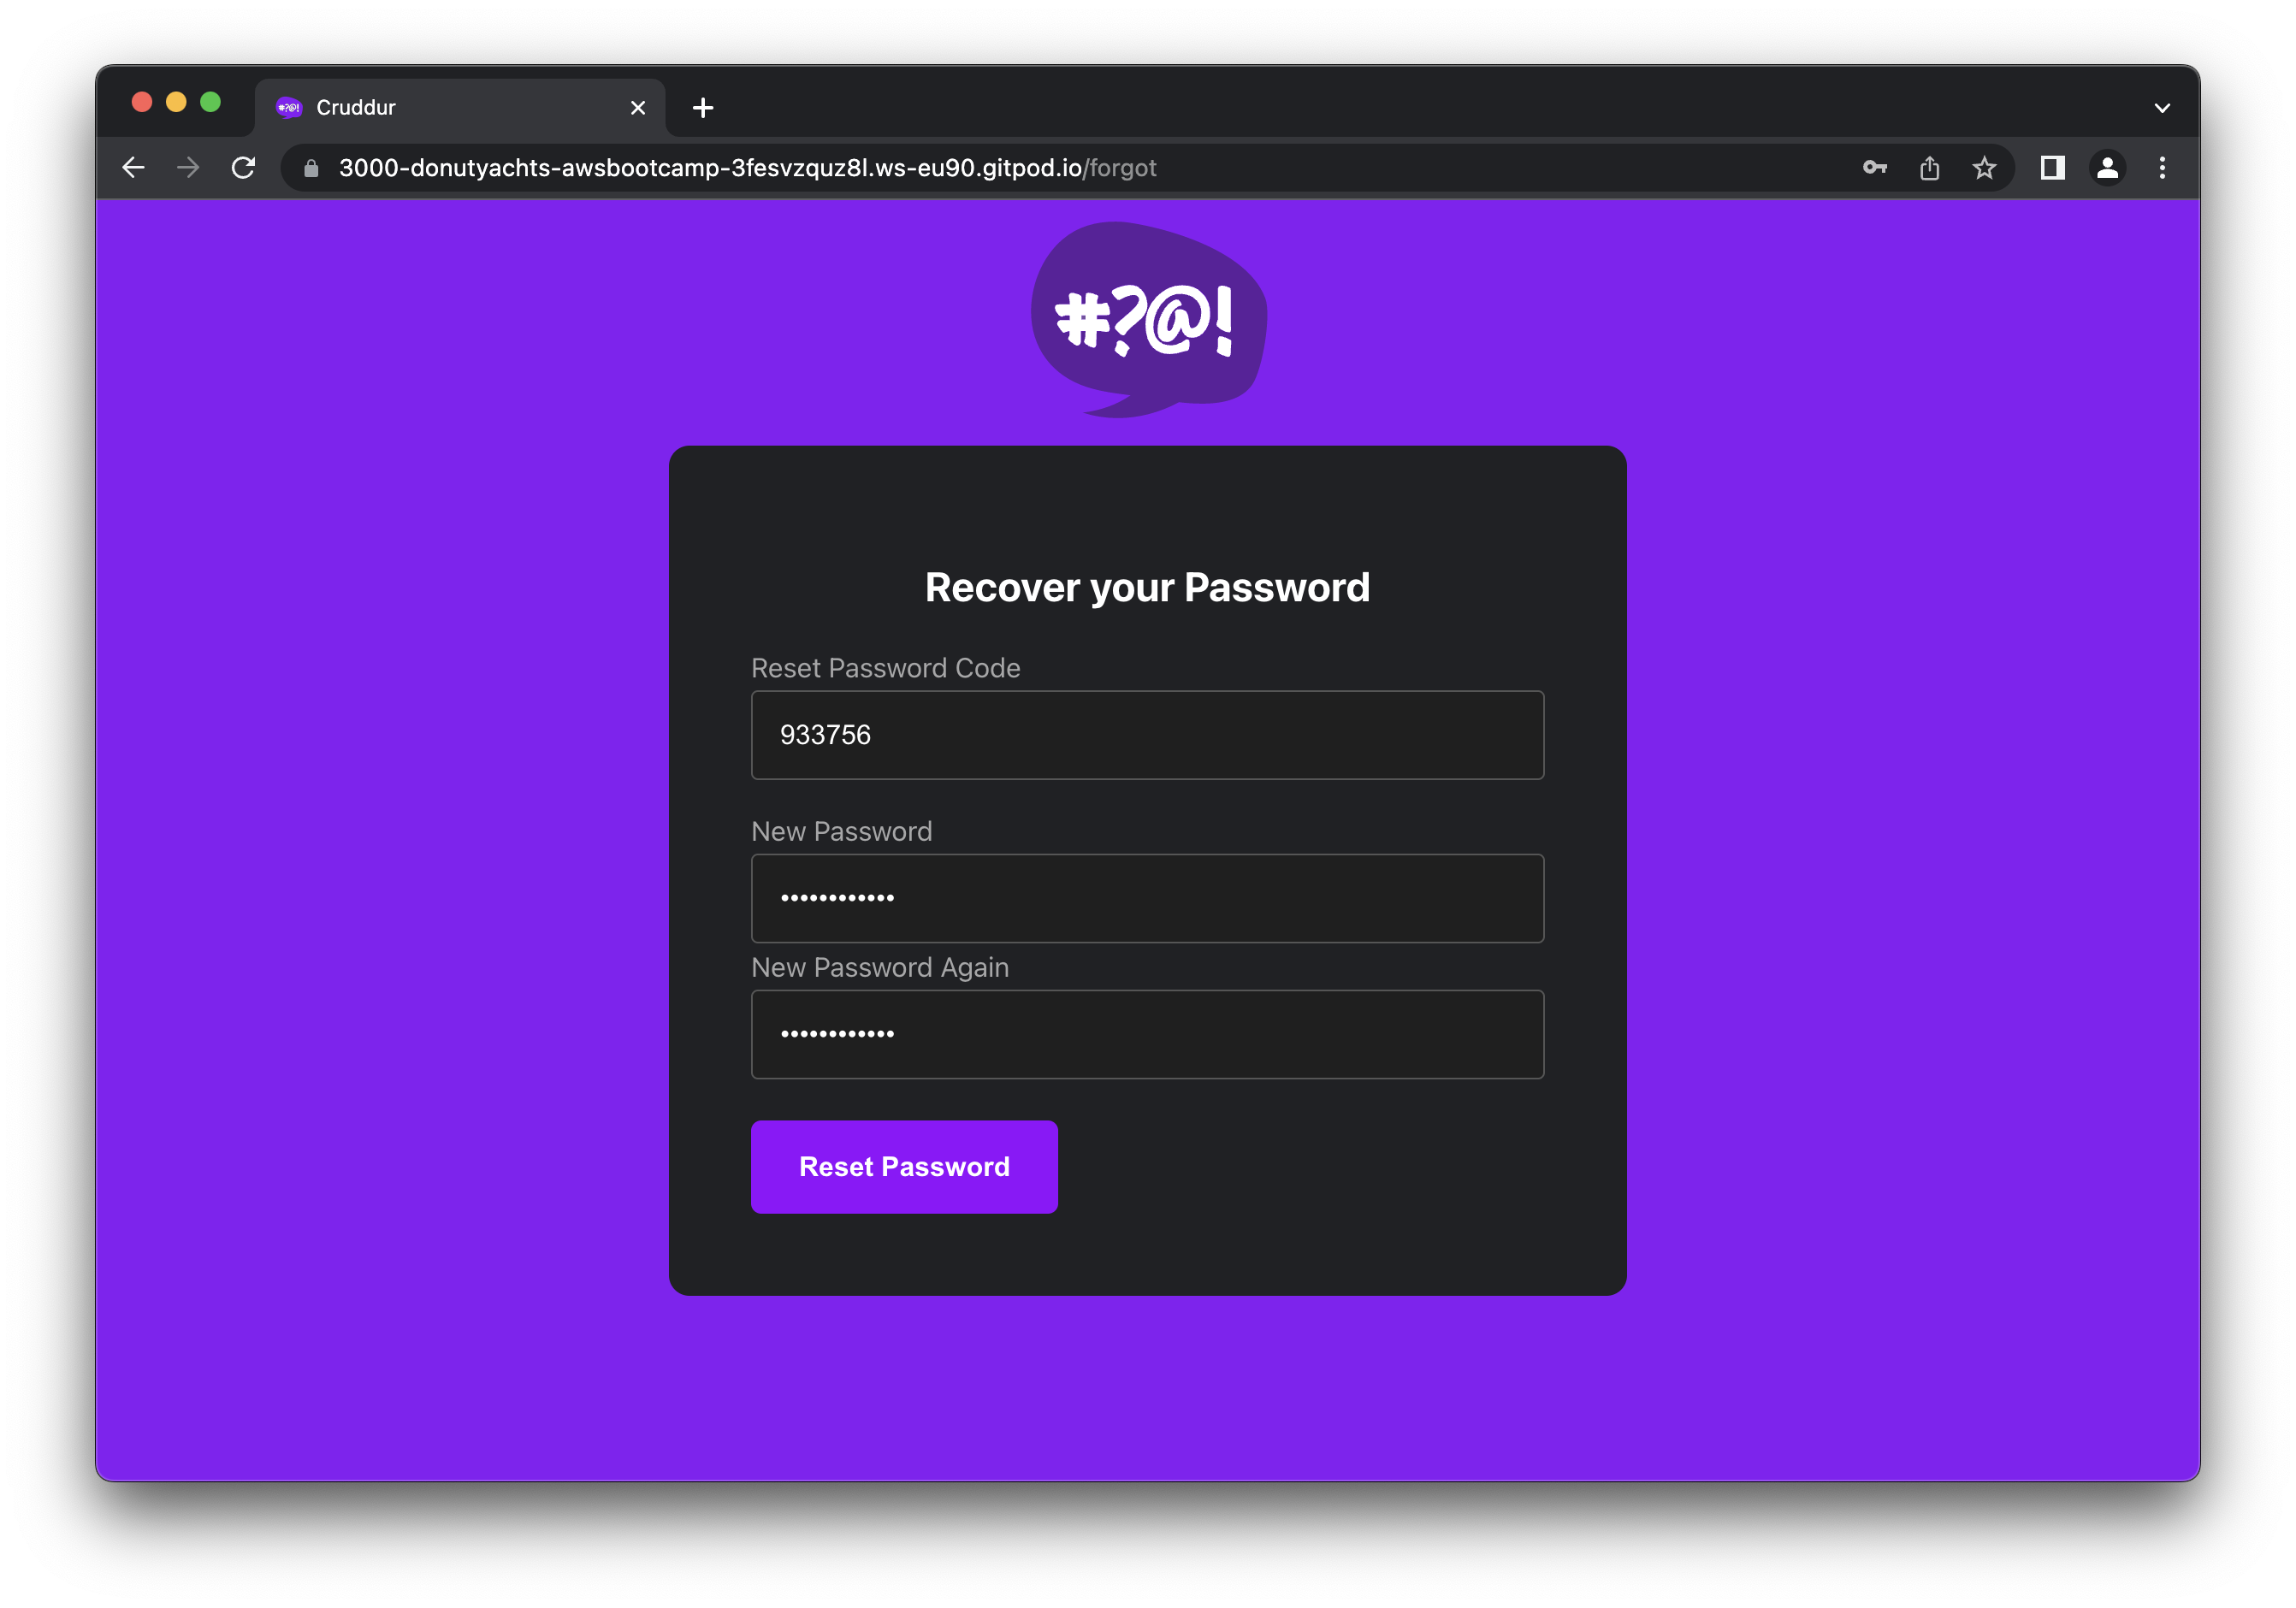 #?@! Cruddur
3000-donutyachts-awsbootcamp-3fesvzquz8l.ws-eu90.gitpod.io/forgot
#?@!
Recover your Password
Reset Password Code
933756
New Password
••••••••••••
New Password Again
••••••••••••
Reset Password